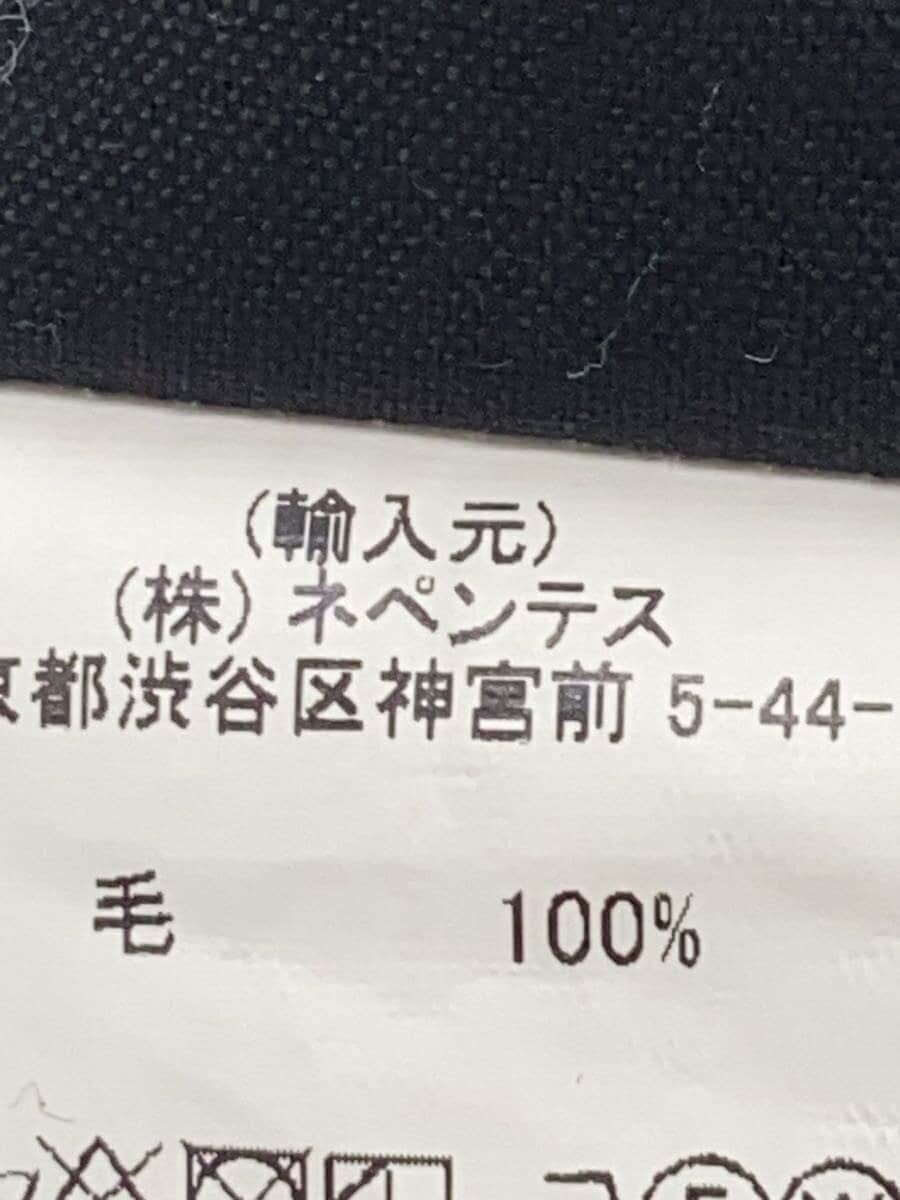 (輸入元)
(株)ネペンテス
京都渋谷区神宮前 5-44-
毛 100%